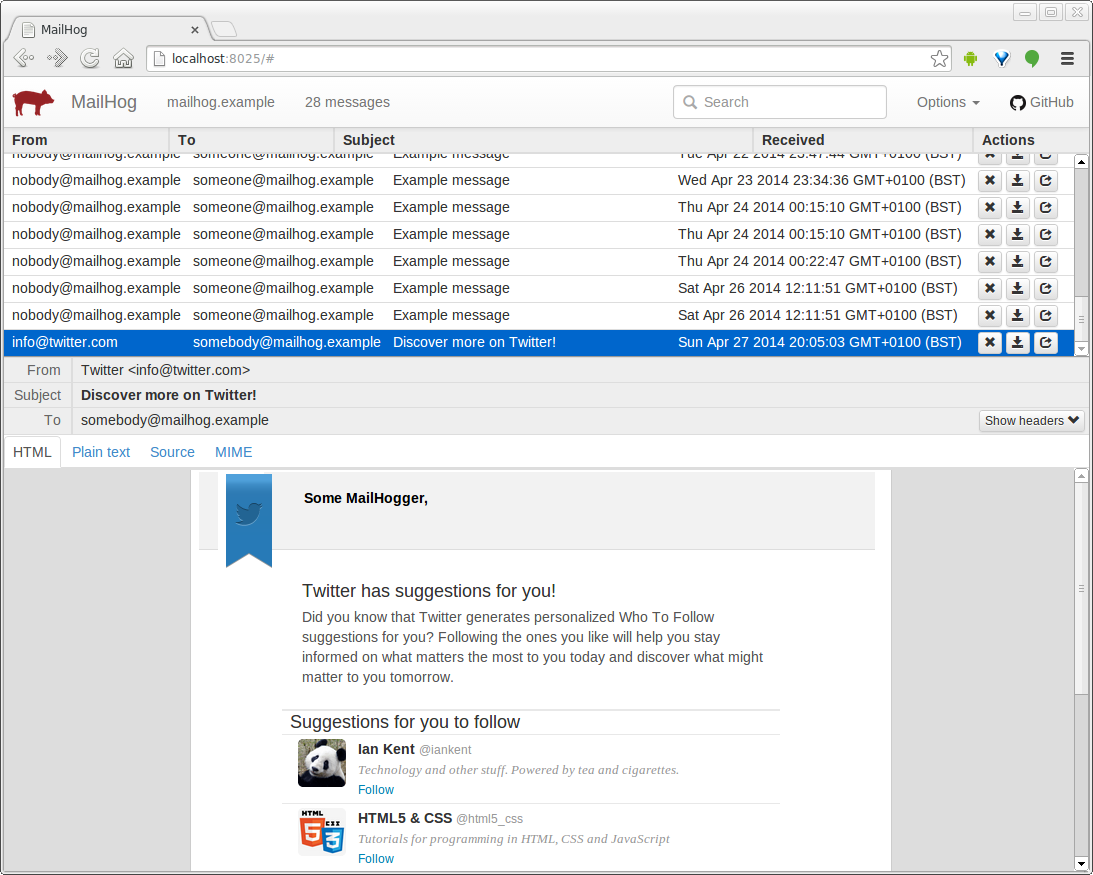 MailHog
localhost:8025/#
MailHog mailhog.example 28 messages Search Options GitHub
From To Subject Received Actions
nobody@mailhog.example someone@mailhog.example Example message Tue Apr 22 2014 23:47:44 GMT+0100 (BST)
nobody@mailhog.example someone@mailhog.example Example message Wed Apr 23 2014 23:34:36 GMT+0100 (BST)
nobody@mailhog.example someone@mailhog.example Example message Thu Apr 24 2014 00:15:10 GMT+0100 (BST)
nobody@mailhog.example someone@mailhog.example Example message Thu Apr 24 2014 00:15:10 GMT+0100 (BST)
nobody@mailhog.example someone@mailhog.example Example message Thu Apr 24 2014 00:22:47 GMT+0100 (BST)
nobody@mailhog.example someone@mailhog.example Example message Sat Apr 26 2014 12:11:51 GMT+0100 (BST)
nobody@mailhog.example someone@mailhog.example Example message Sat Apr 26 2014 12:11:51 GMT+0100 (BST)
info@twitter.com somebody@mailhog.example Discover more on Twitter! Sun Apr 27 2014 20:05:03 GMT+0100 (BST)
From Twitter <info@twitter.com>
Subject Discover more on Twitter!
To somebody@mailhog.example Show headers
HTML Plain text Source MIME
Some MailHogger,
Twitter has suggestions for you!
Did you know that Twitter generates personalized Who To Follow
suggestions for you? Following the ones you like will help you stay
informed on what matters the most to you today and discover what might
matter to you tomorrow.
Suggestions for you to follow
Ian Kent @iankent
Technology and other stuff. Powered by tea and cigarettes.
Follow
HTML CSS
5 3
HTML5 & CSS @html5_css
Tutorials for programming in HTML, CSS and JavaScript
Follow